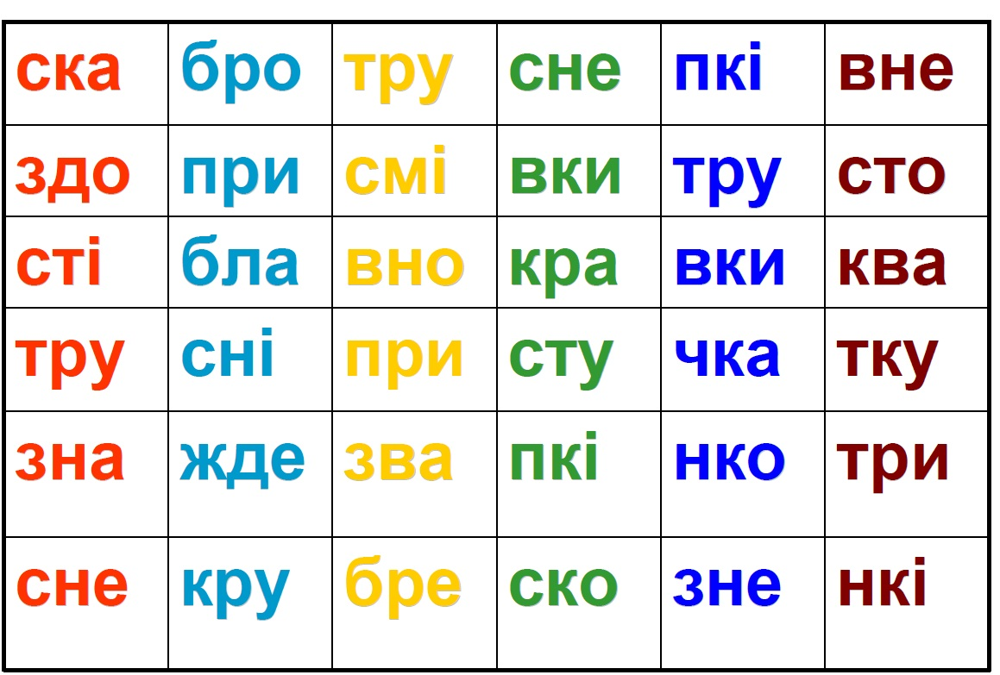 ска бро тру сне пкі вне
здо при смі вки тру сто
сті бла вно кра вки ква
тру сні при сту чка тку
зна жде зва пкі нко три
сне кру бре ско зне нкі